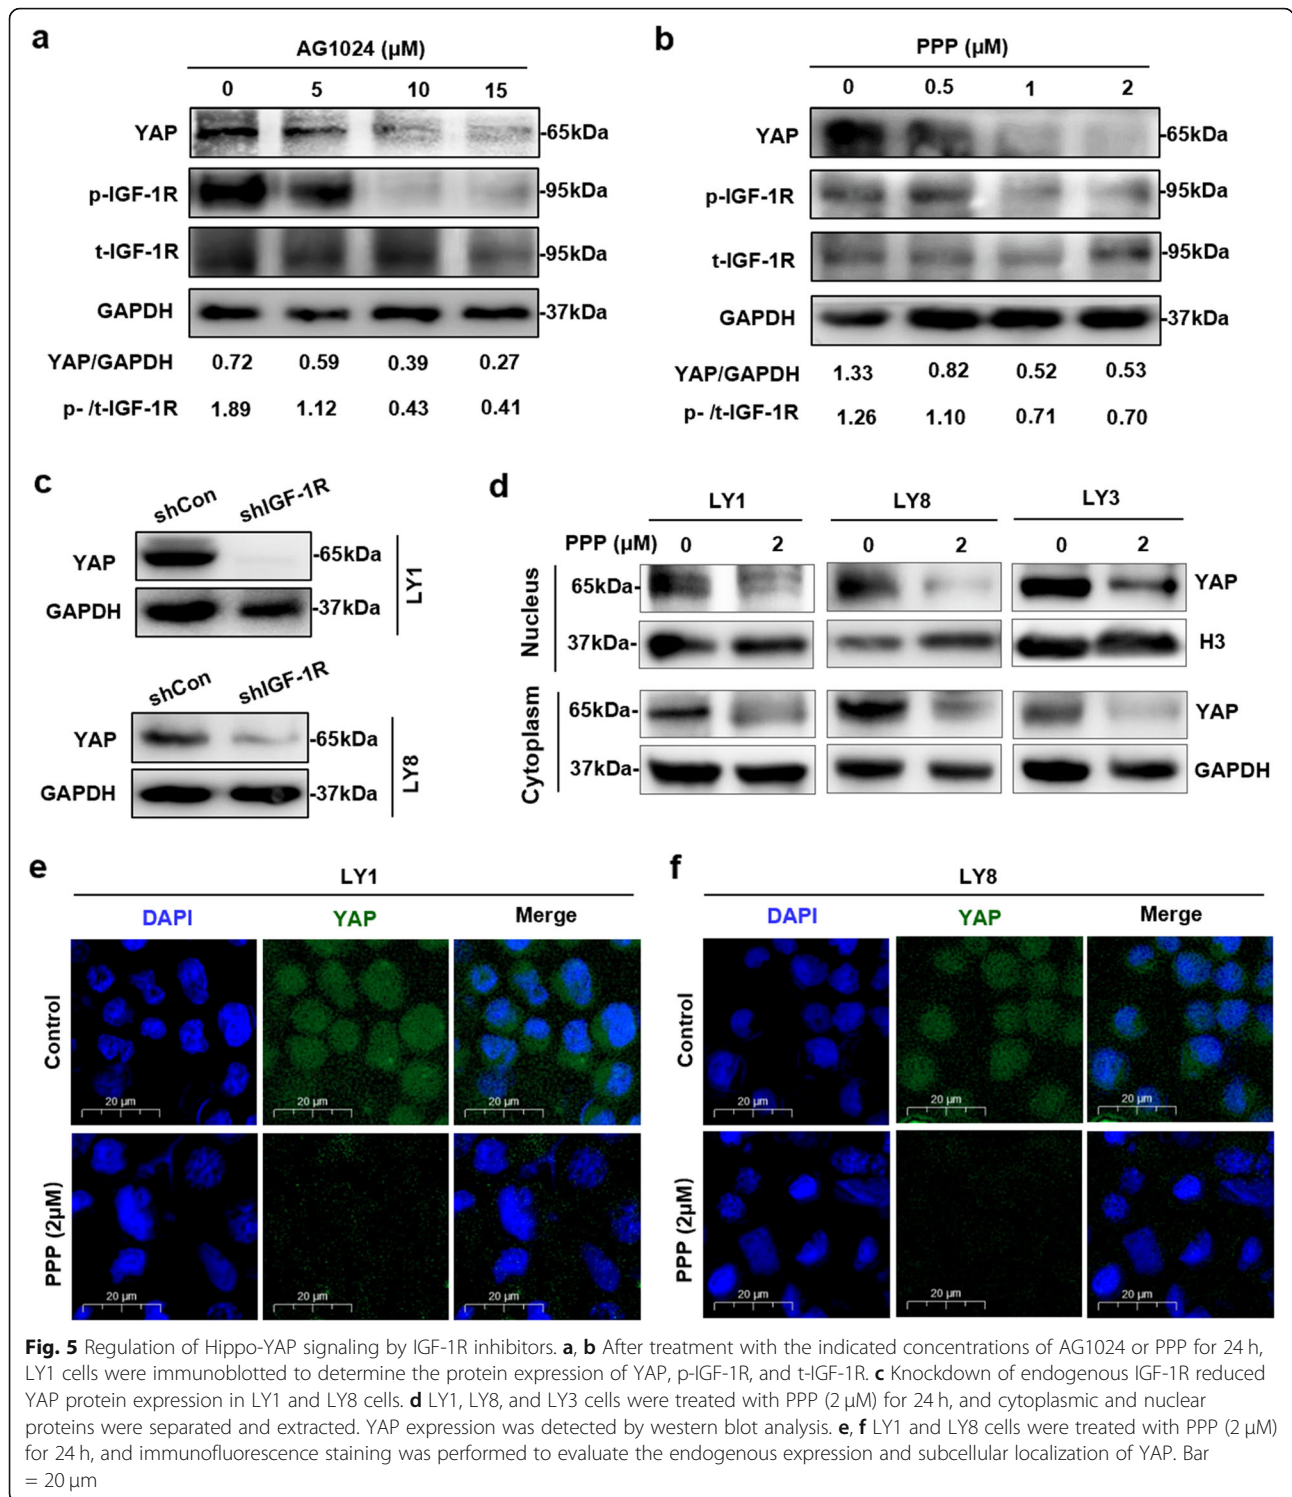 a
AG1024 (µM)
0 5 10 15
YAP -65kDa
p-IGF-1R -95kDa
t-IGF-1R -95kDa
GAPDH -37kDa
YAP/GAPDH 0.72 0.59 0.39 0.27
p- /t-IGF-1R 1.89 1.12 0.43 0.41
b
PPP (µM)
0 0.5 1 2
YAP -65kDa
p-IGF-1R -95kDa
t-IGF-1R -95kDa
GAPDH -37kDa
YAP/GAPDH 1.33 0.82 0.52 0.53
p- /t-IGF-1R 1.26 1.10 0.71 0.70
c
shCon shIGF-1R
YAP -65kDa
GAPDH -37kDa
LY1
shCon shIGF-1R
YAP -65kDa
GAPDH -37kDa
LY8
d
LY1 LY8 LY3
PPP (µM) 0 2 0 2 0 2
Nucleus
65kDa- YAP
37kDa- H3
Cytoplasm
65kDa- YAP
37kDa- GAPDH
e
LY1
DAPI YAP Merge
Control
20 µm 20 µm 20 µm
PPP (2µM)
20 µm 20 µm 20 µm
f
LY8
DAPI YAP Merge
Control
20 µm 20 µm 20 µm
PPP (2µM)
20 µm 20 µm 20 µm
Fig. 5 Regulation of Hippo-YAP signaling by IGF-1R inhibitors. a, b After treatment with the indicated concentrations of AG1024 or PPP for 24 h,
LY1 cells were immunoblotted to determine the protein expression of YAP, p-IGF-1R, and t-IGF-1R. c Knockdown of endogenous IGF-1R reduced
YAP protein expression in LY1 and LY8 cells. d LY1, LY8, and LY3 cells were treated with PPP (2 µM) for 24 h, and cytoplasmic and nuclear
proteins were separated and extracted. YAP expression was detected by western blot analysis. e, f LY1 and LY8 cells were treated with PPP (2 µM)
for 24 h, and immunofluorescence staining was performed to evaluate the endogenous expression and subcellular localization of YAP. Bar
= 20 µm